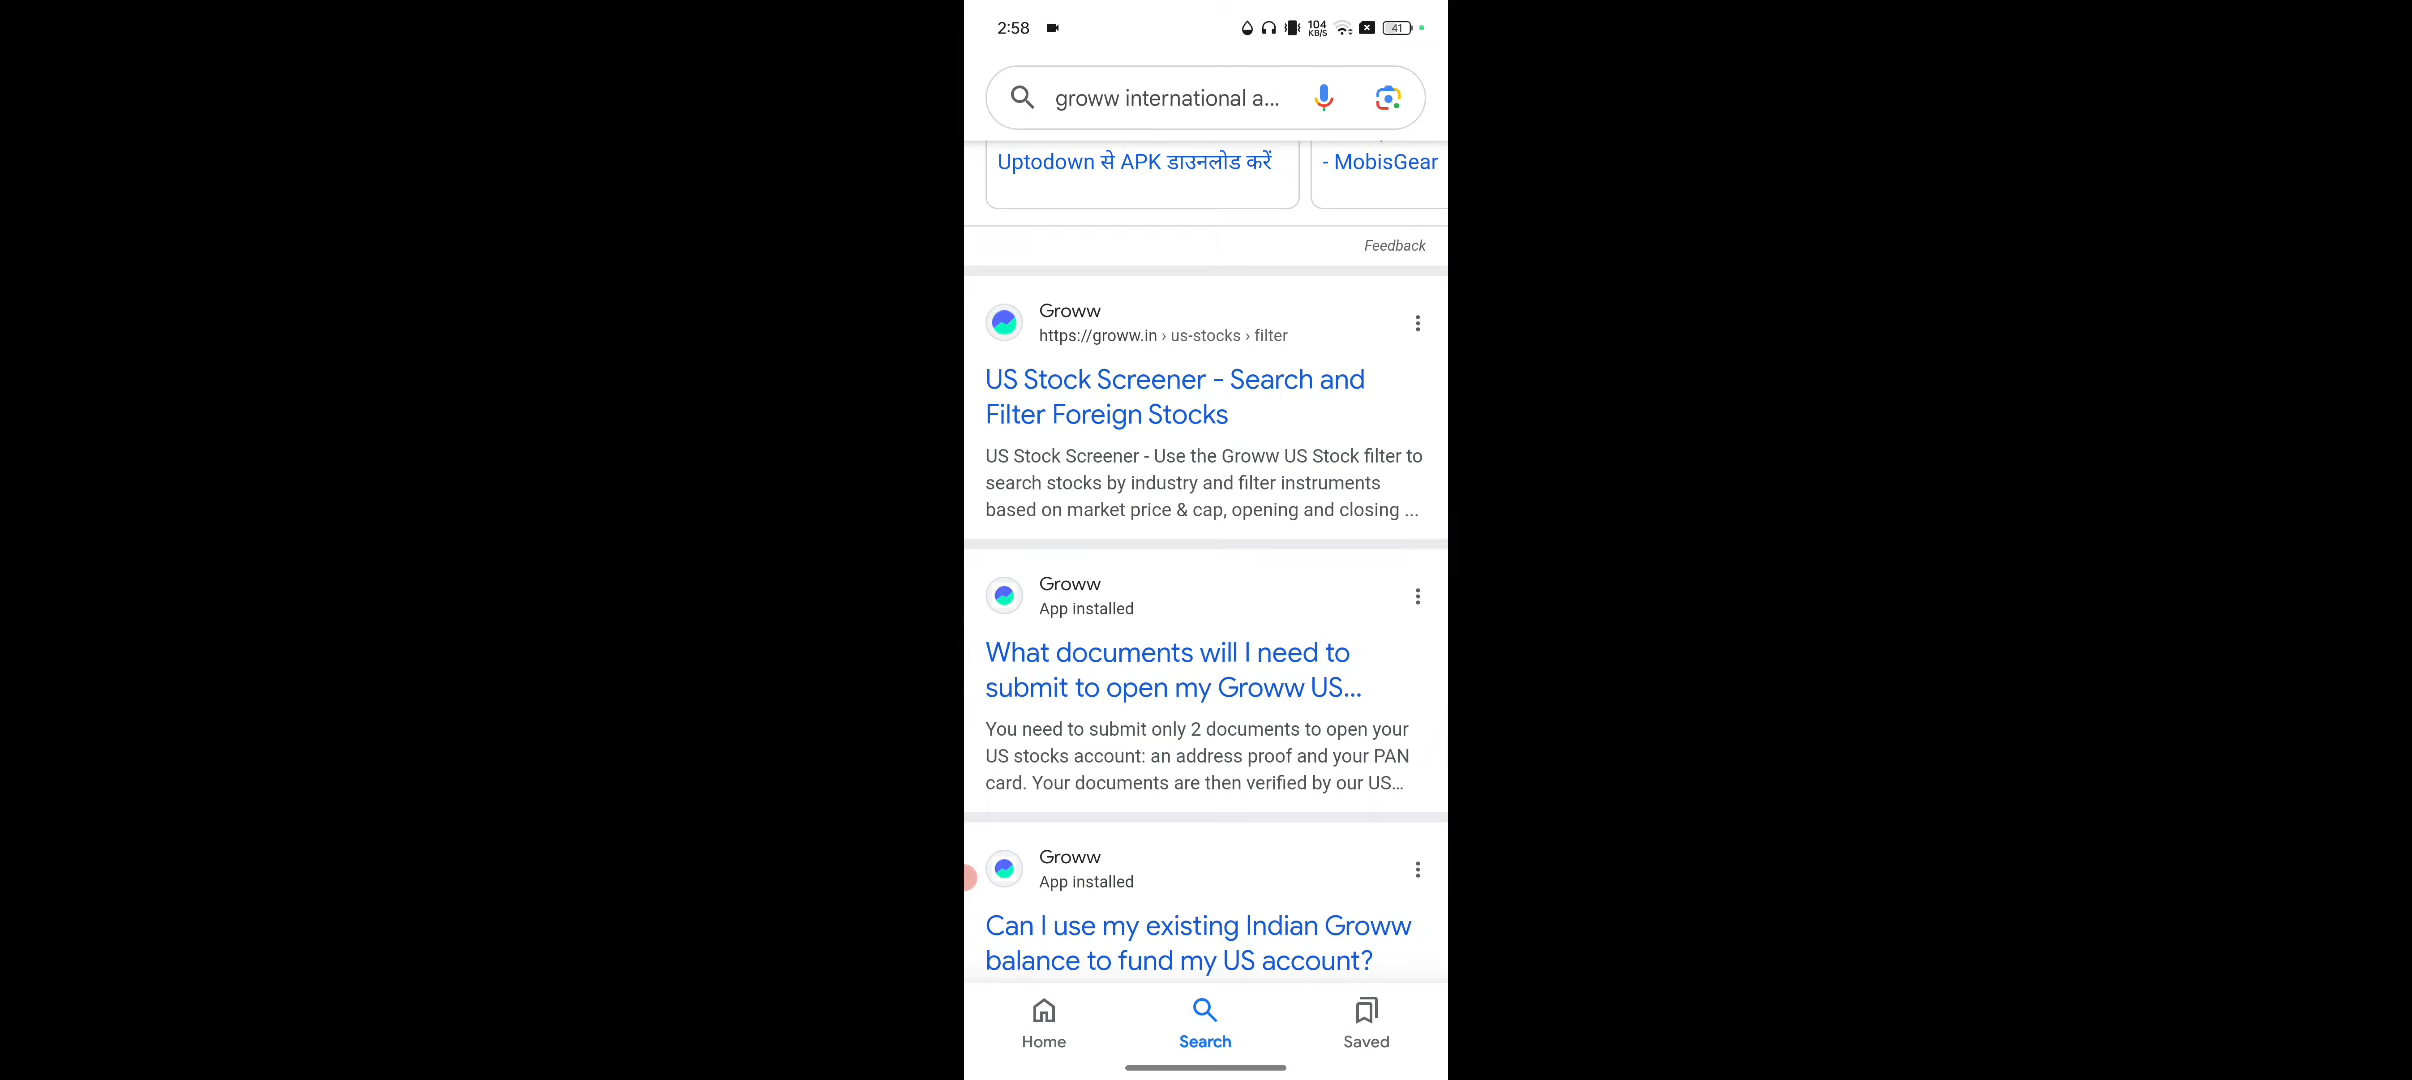 2:58
104
KB/S
41
groww international a...
Uptodown से APK डाउनलोड करें
- MobisGear
Feedback
Groww
https://groww.in › us-stocks › filter
US Stock Screener - Search and
Filter Foreign Stocks
US Stock Screener - Use the Groww US Stock filter to
search stocks by industry and filter instruments
based on market price & cap, opening and closing ...
Groww
App installed
What documents will I need to
submit to open my Groww US...
You need to submit only 2 documents to open your
US stocks account: an address proof and your PAN
card. Your documents are then verified by our US...
Groww
App installed
Can I use my existing Indian Groww
balance to fund my US account?
Home
Search
Saved